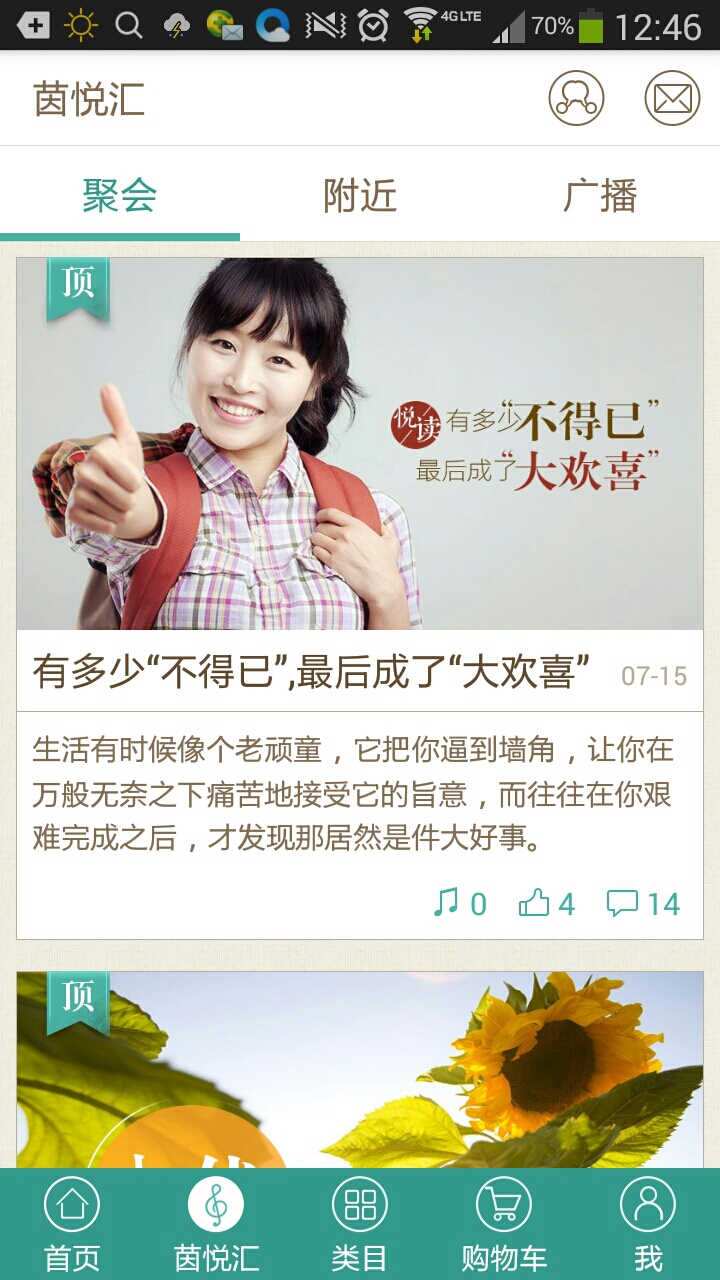 4G LTE 70% 12:46
茵悦汇
聚会 附近 广播
顶
悦读 有多少“不得已”
最后成了“大欢喜”
有多少“不得已”,最后成了“大欢喜” 07-15
生活有时候像个老顽童，它把你逼到墙角，让你在
万般无奈之下痛苦地接受它的旨意，而往往在你艰
难完成之后，才发现那居然是件大好事。
0 4 14
顶
首页 茵悦汇 类目 购物车 我